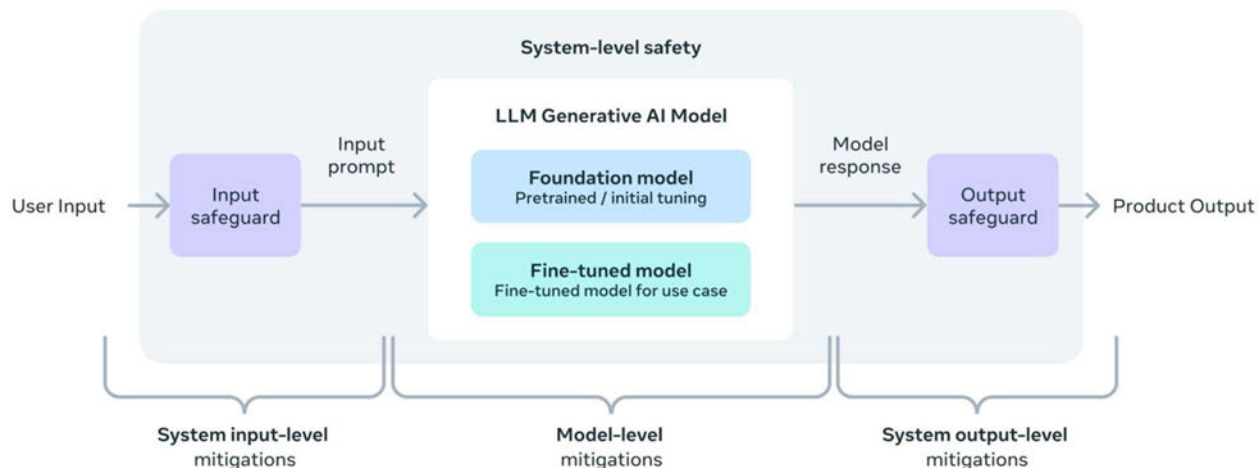 System-level safety
LLM Generative AI Model
Input
prompt
Model
response
Foundation model
Pretrained / initial tuning
User Input
Input
safeguard
Output
safeguard
Product Output
Fine-tuned model
Fine-tuned model for use case
System input-level
mitigations
Model-level
mitigations
System output-level
mitigations